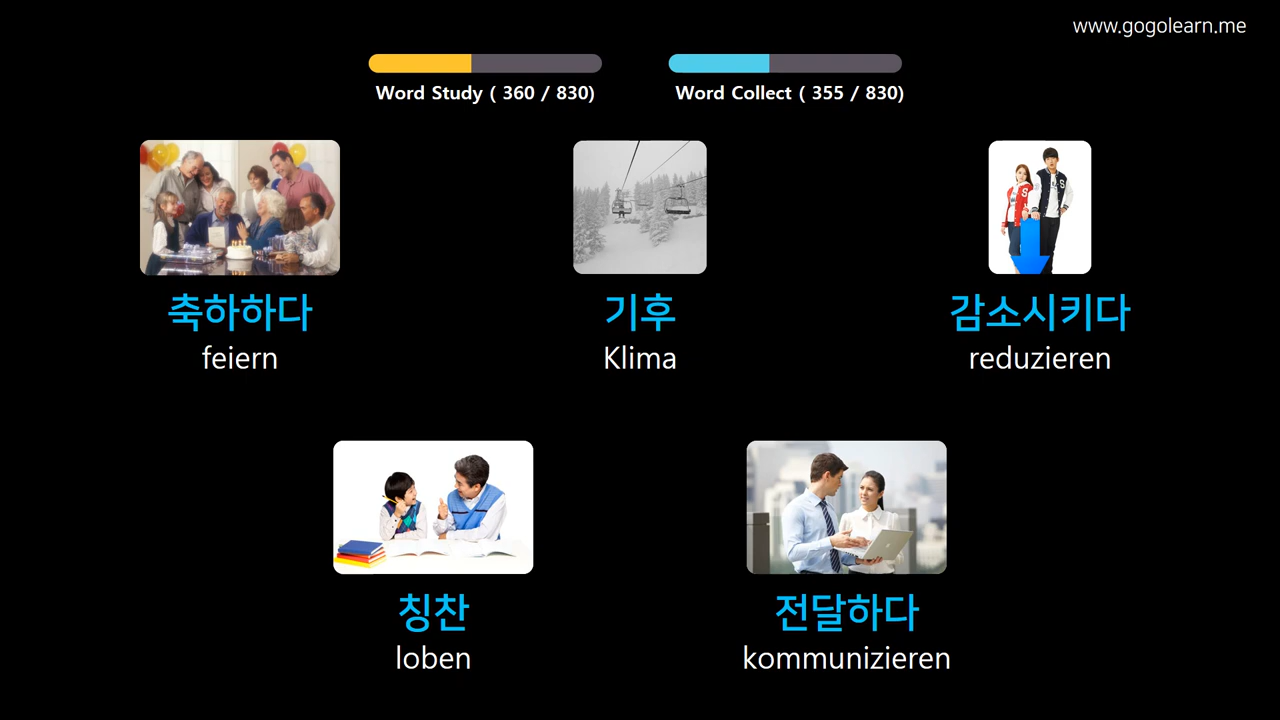 www.gogolearn.me
Word Study ( 360 / 830)
Word Collect ( 355 / 830)
축하하다
feiern
기후
Klima
감소시키다
reduzieren
칭찬
loben
전달하다
kommunizieren